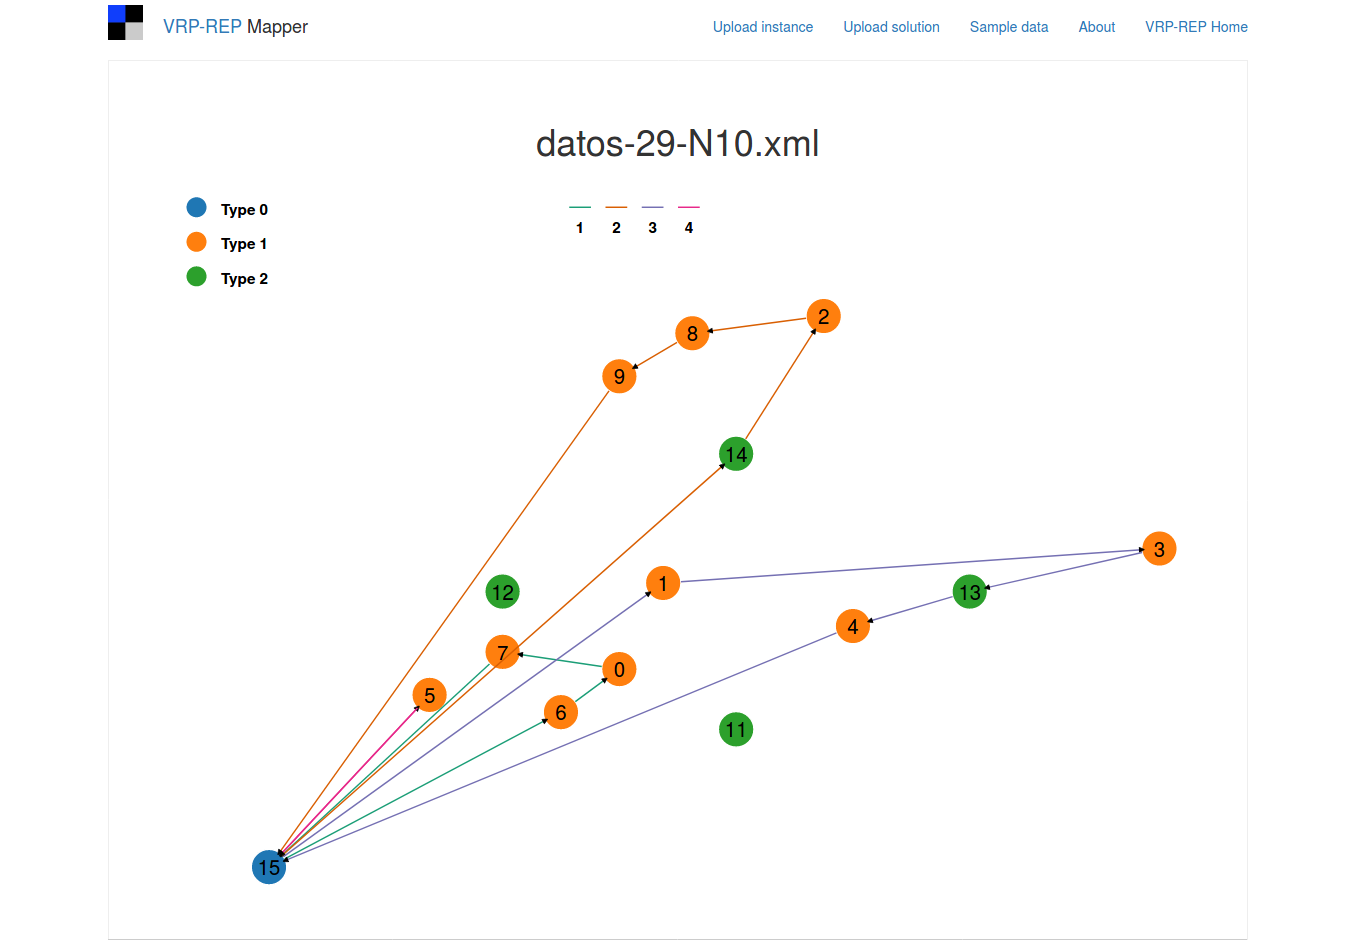 VRP-REP Mapper
Upload instance Upload solution Sample data About VRP-REP Home
datos-29-N10.xml
Type 0
Type 1
Type 2
1 2 3 4
2
8
9
14
3
1
12
13
4
7
0
5
6
11
15